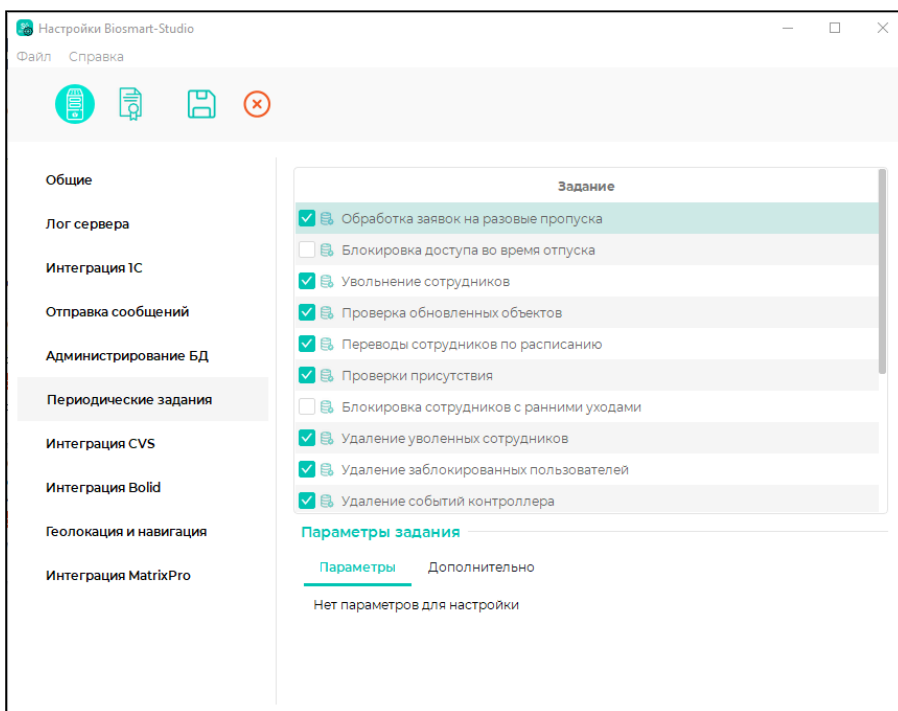 Настройки Biosmart-Studio
Файл Справка
Общие
Лог сервера
Интеграция 1С
Отправка сообщений
Администрирование БД
Периодические задания
Интеграция CVS
Интеграция Bolid
Геолокация и навигация
Интеграция MatrixPro
Задание
Обработка заявок на разовые пропуска
Блокировка доступа во время отпуска
Увольнение сотрудников
Проверка обновленных объектов
Переводы сотрудников по расписанию
Проверки присутствия
Блокировка сотрудников с ранними уходами
Удаление уволенных сотрудников
Удаление заблокированных пользователей
Удаление событий контроллера
Параметры задания
Параметры Дополнительно
Нет параметров для настройки